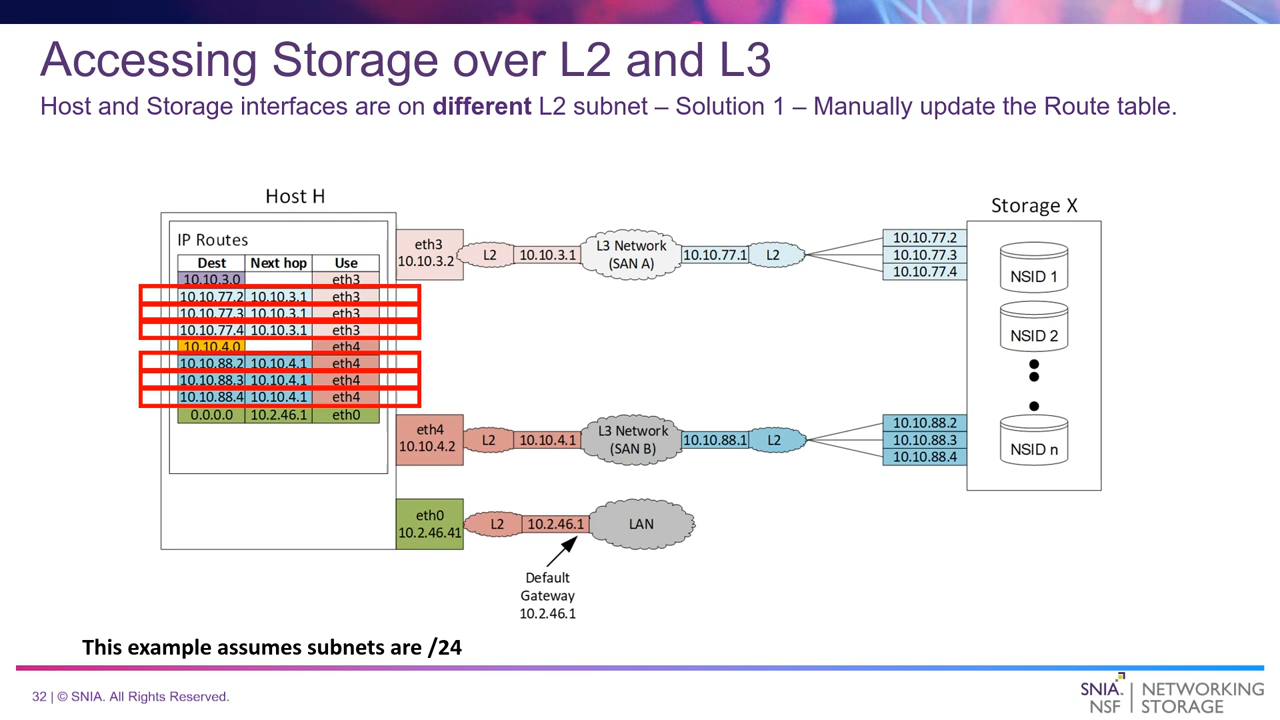 Accessing Storage over L2 and L3
Host and Storage interfaces are on different L2 subnet – Solution 1 – Manually update the Route table.
Host H
IP Routes
Dest Next hop Use
10.10.3.0 eth3
10.10.77.2 10.10.3.1 eth3
10.10.77.3 10.10.3.1 eth3
10.10.77.4 10.10.3.1 eth3
10.10.4.0 eth4
10.10.88.2 10.10.4.1 eth4
10.10.88.3 10.10.4.1 eth4
10.10.88.4 10.10.4.1 eth4
0.0.0.0 10.2.46.1 eth0
eth3
10.10.3.2
L2
10.10.3.1
L3 Network
(SAN A)
10.10.77.1
L2
10.10.77.2
10.10.77.3
10.10.77.4
eth4
10.10.4.2
L2
10.10.4.1
L3 Network
(SAN B)
10.10.88.1
L2
10.10.88.2
10.10.88.3
10.10.88.4
Storage X
NSID 1
NSID 2
NSID n
eth0
10.2.46.41
L2
10.2.46.1
LAN
Default
Gateway
10.2.46.1
This example assumes subnets are /24
32 | © SNIA. All Rights Reserved.
SNIA. | NETWORKING
NSF | STORAGE